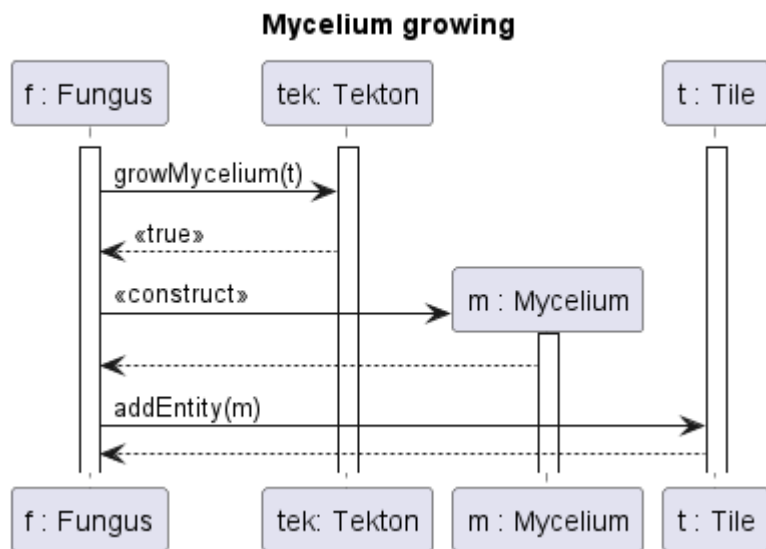 Mycelium growing
f : Fungus
tek: Tekton
t : Tile
growMycelium(t)
«true»
«construct»
m : Mycelium
addEntity(m)
f : Fungus
tek: Tekton
m : Mycelium
t : Tile